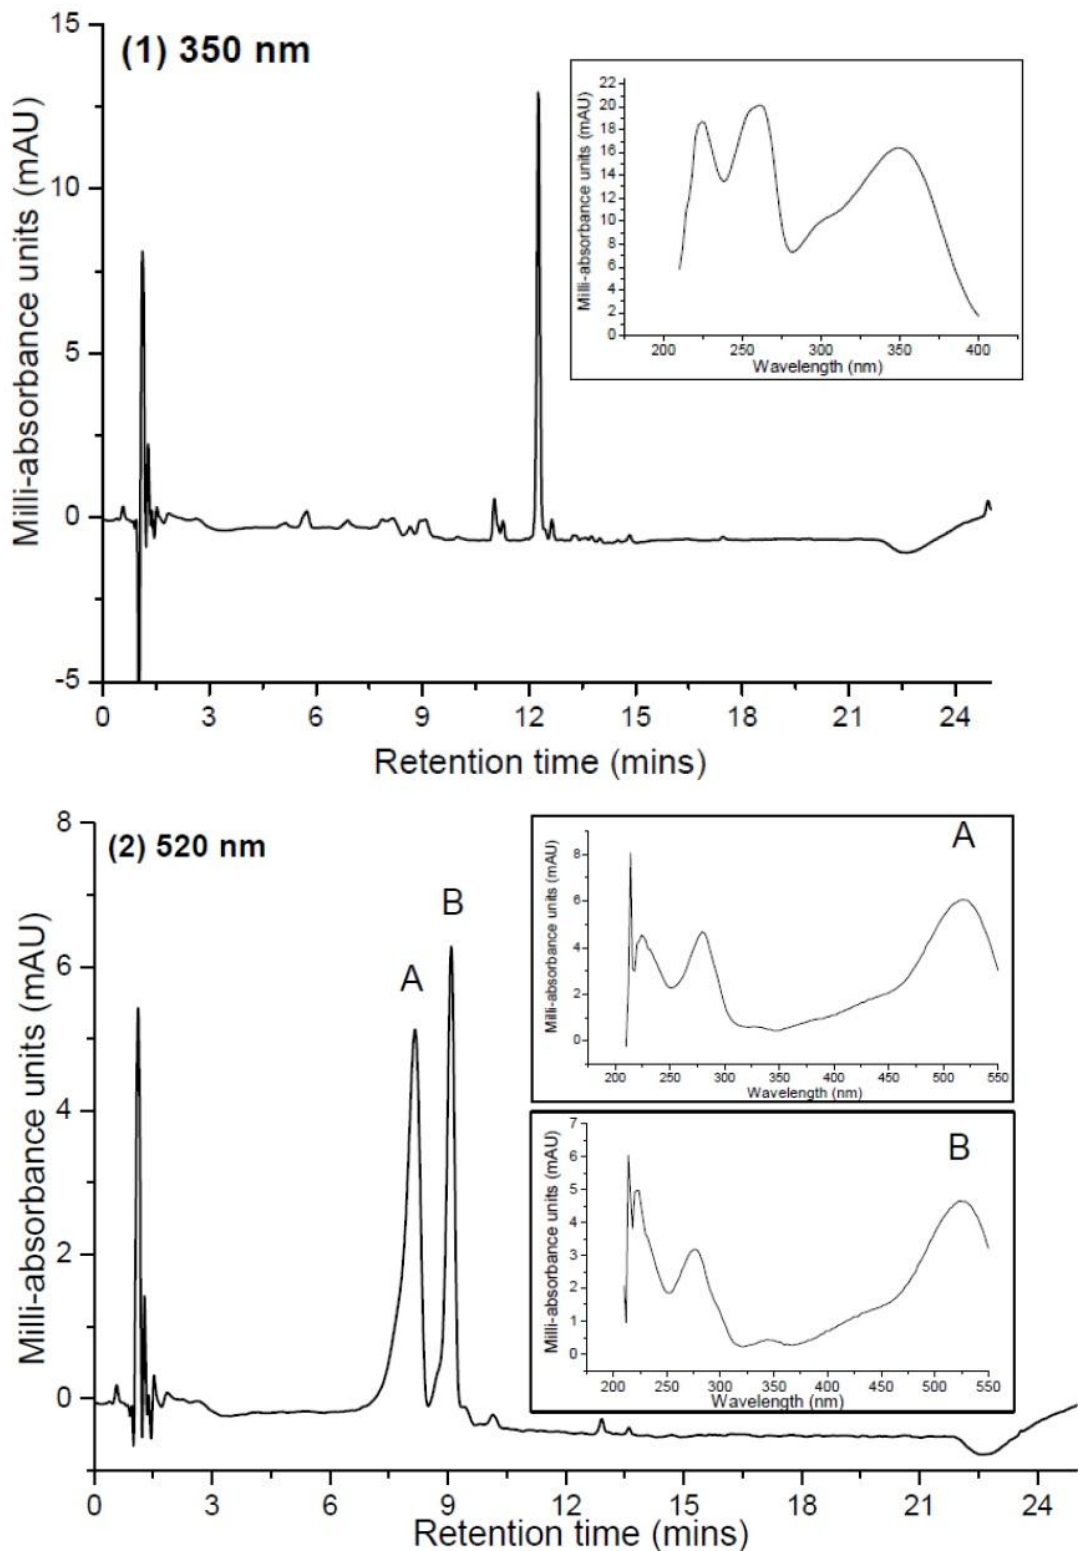 (1) 350 nm
Milli-absorbance units (mAU)
15
10
5
0
-5
0 3 6 9 12 15 18 21 24
Retention time (mins)
Milli-absorbance units (mAU)
22
20
18
16
14
12
10
8
6
4
2
0
200 250 300 350 400
Wavelength (nm)
(2) 520 nm
Milli-absorbance units (mAU)
8
6
4
2
0
A
B
0 3 6 9 12 15 18 21 24
Retention time (mins)
A
Milli-absorbance units (mAU)
8
6
4
2
0
200 250 300 350 400 450 500 550
Wavelength (nm)
B
Milli-absorbance units (mAU)
7
6
5
4
3
2
1
0
200 250 300 350 400 450 500 550
Wavelength (nm)